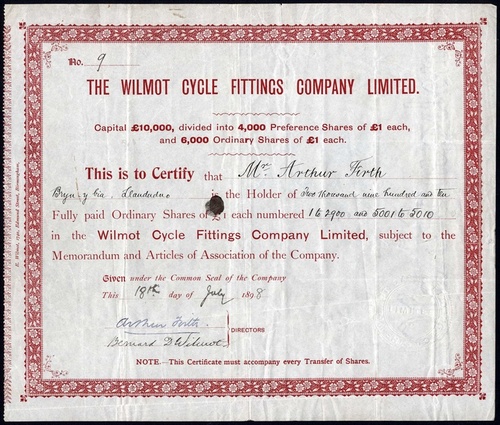 No. 9
THE WILMOT CYCLE FITTINGS COMPANY LIMITED.
Capital £10,000, divided into 4,000 Preference Shares of £1 each,
and 6,000 Ordinary Shares of £1 each.
This is to Certify that Mr. Arthur Firth
Bryn y bia Llandudno is the Holder of Two thousand nine hundred and ten
Fully paid Ordinary Shares of £1 each numbered 1 to 2900 and 5001 to 5010
in the Wilmot Cycle Fittings Company Limited, subject to the
Memorandum and Articles of Association of the Company.
Given under the Common Seal of the Company
This 18th day of July 1898
Arthur Firth.
Bernard D Wilmot
DIRECTORS
NOTE.—This Certificate must accompany every Transfer of Shares.